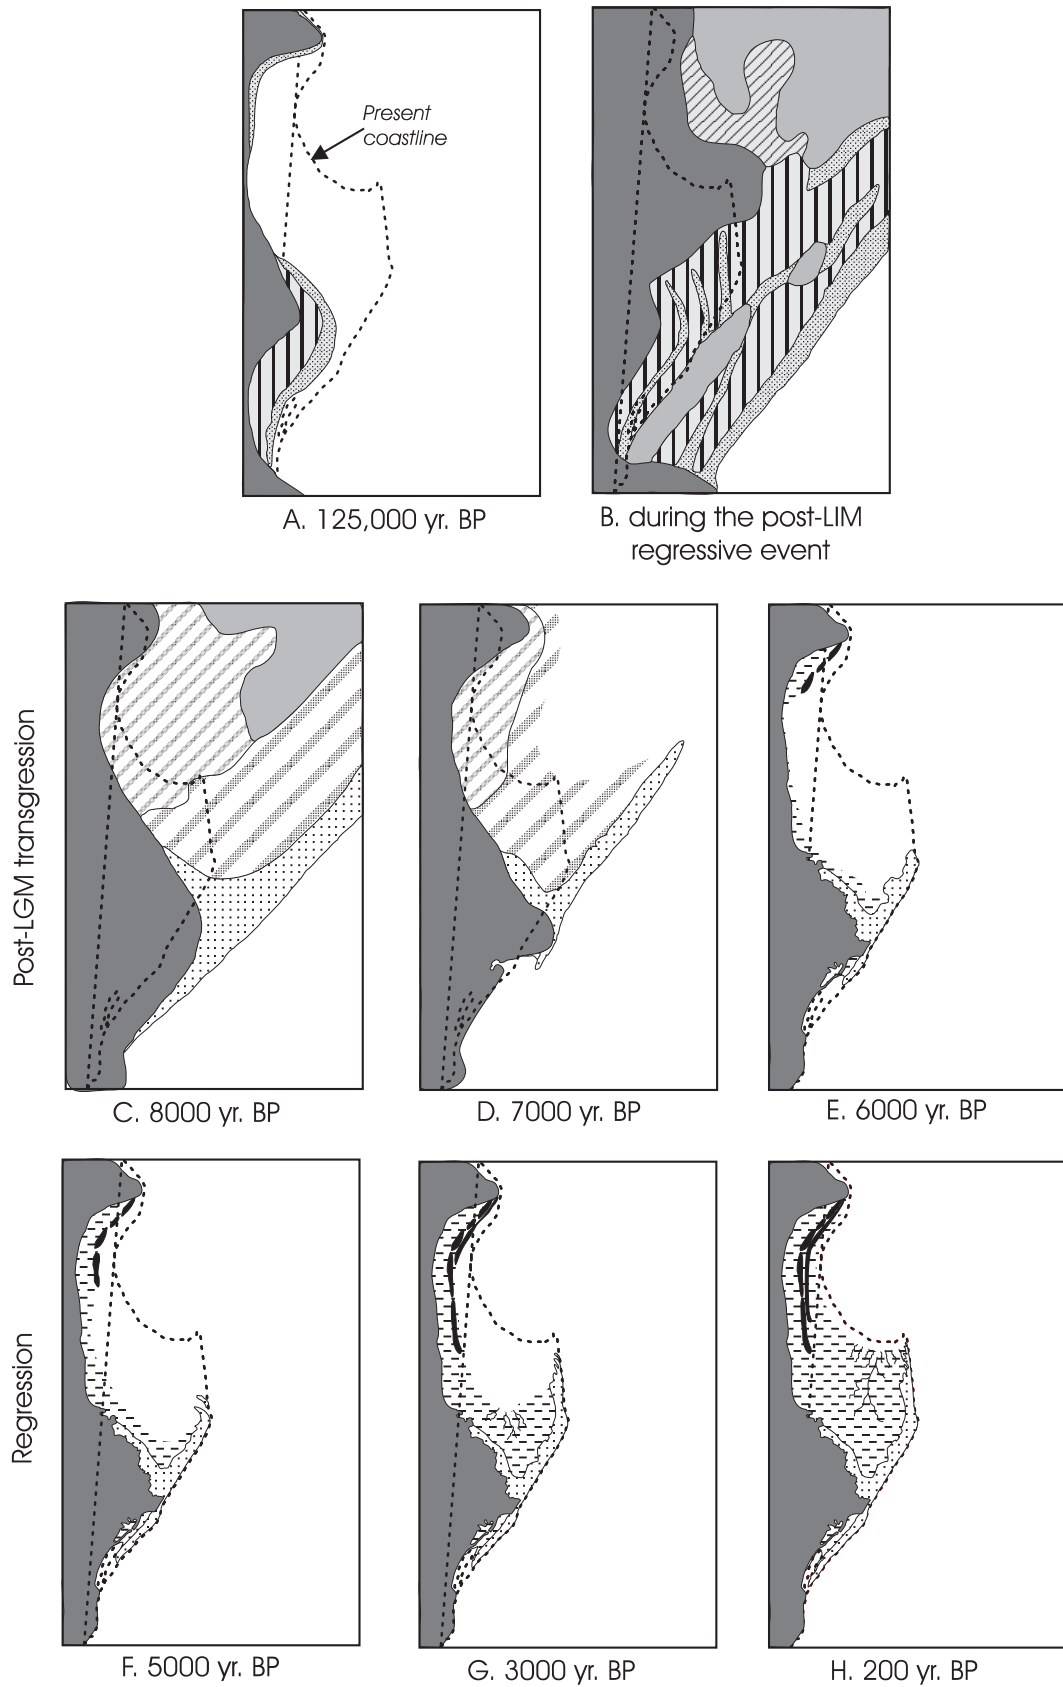 Present
coastline
A. 125,000 yr. BP
B. during the post-LIM
regressive event
Post-LGM transgression
C. 8000 yr. BP
D. 7000 yr. BP
E. 6000 yr. BP
Regression
F. 5000 yr. BP
G. 3000 yr. BP
H. 200 yr. BP